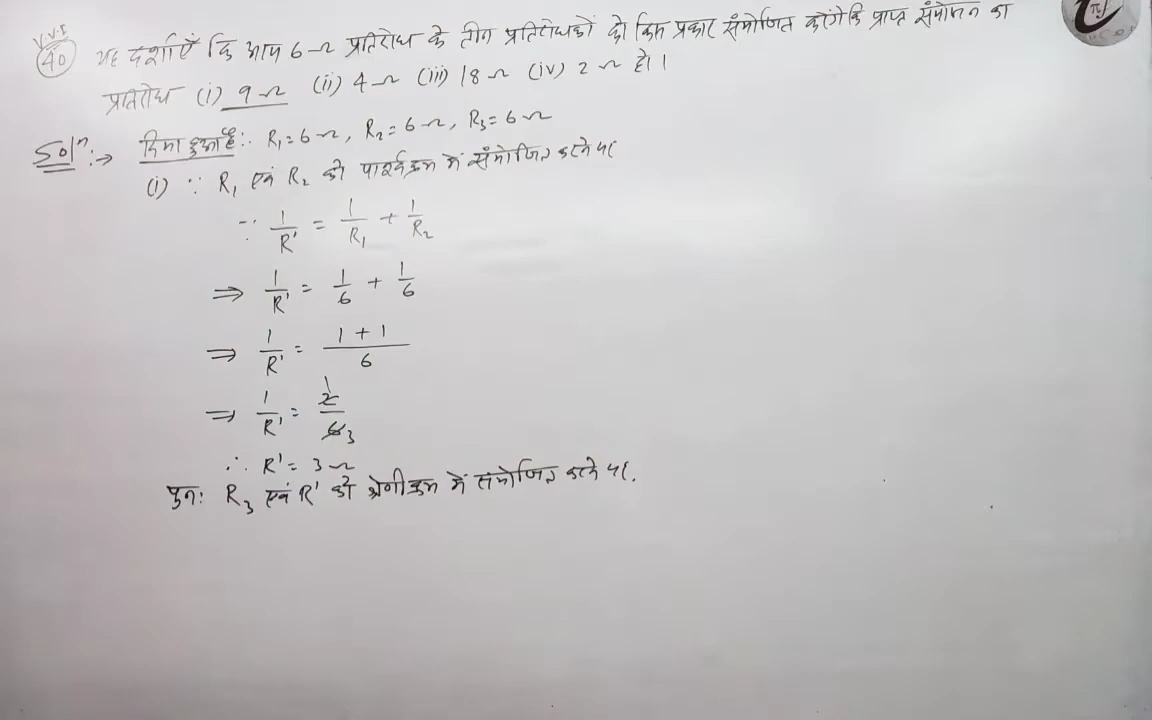 V.V.I
40 यह दर्शाएँ कि आप 6Ω प्रतिरोध के तीन प्रतिरोधकों को किस प्रकार संयोजित करेंगे कि प्राप्त संयोजन का
प्रतिरोध (i) 9Ω (ii) 4Ω (iii) 18Ω (iv) 2Ω हो।
Solⁿ:→ दिया हुआ है:. R₁=6Ω, R₂=6Ω, R₃=6Ω
(i) ∵ R₁ एवं R₂ को पार्श्वक्रम में संयोजित करने पर
∵ 1/R' = 1/R₁ + 1/R₂
⇒ 1/R' = 1/6 + 1/6
⇒ 1/R' = (1+1)/6
⇒ 1/R' = 2/6 1 3
∴ R' = 3Ω
पुनः R₃ एवं R' को श्रेणीक्रम में संयोजित करने पर.